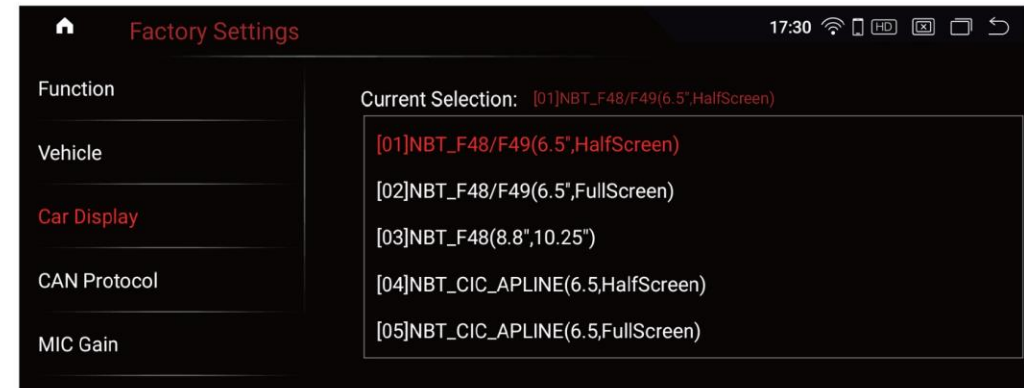 Factory Settings
17:30 HD
Function
Vehicle
Car Display
CAN Protocol
MIC Gain
Current Selection: [01]NBT_F48/F49(6.5",HalfScreen)
[01]NBT_F48/F49(6.5",HalfScreen)
[02]NBT_F48/F49(6.5",FullScreen)
[03]NBT_F48(8.8",10.25")
[04]NBT_CIC_APLINE(6.5,HalfScreen)
[05]NBT_CIC_APLINE(6.5,FullScreen)